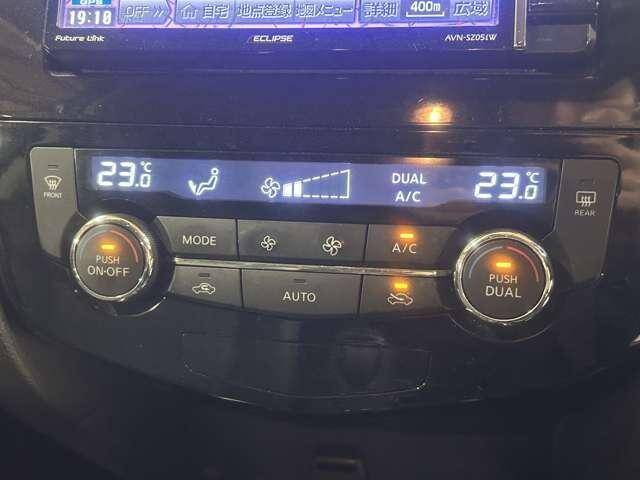 GPS
19:10
OFF
自宅 地点登録 地図メニュー 詳細 400m 広域
Future Link
ECLIPSE
AVN-SZ05iW
23.0℃
DUAL
A/C
23.0℃
FRONT
REAR
PUSH
ON·OFF
MODE
A/C
PUSH
DUAL
AUTO